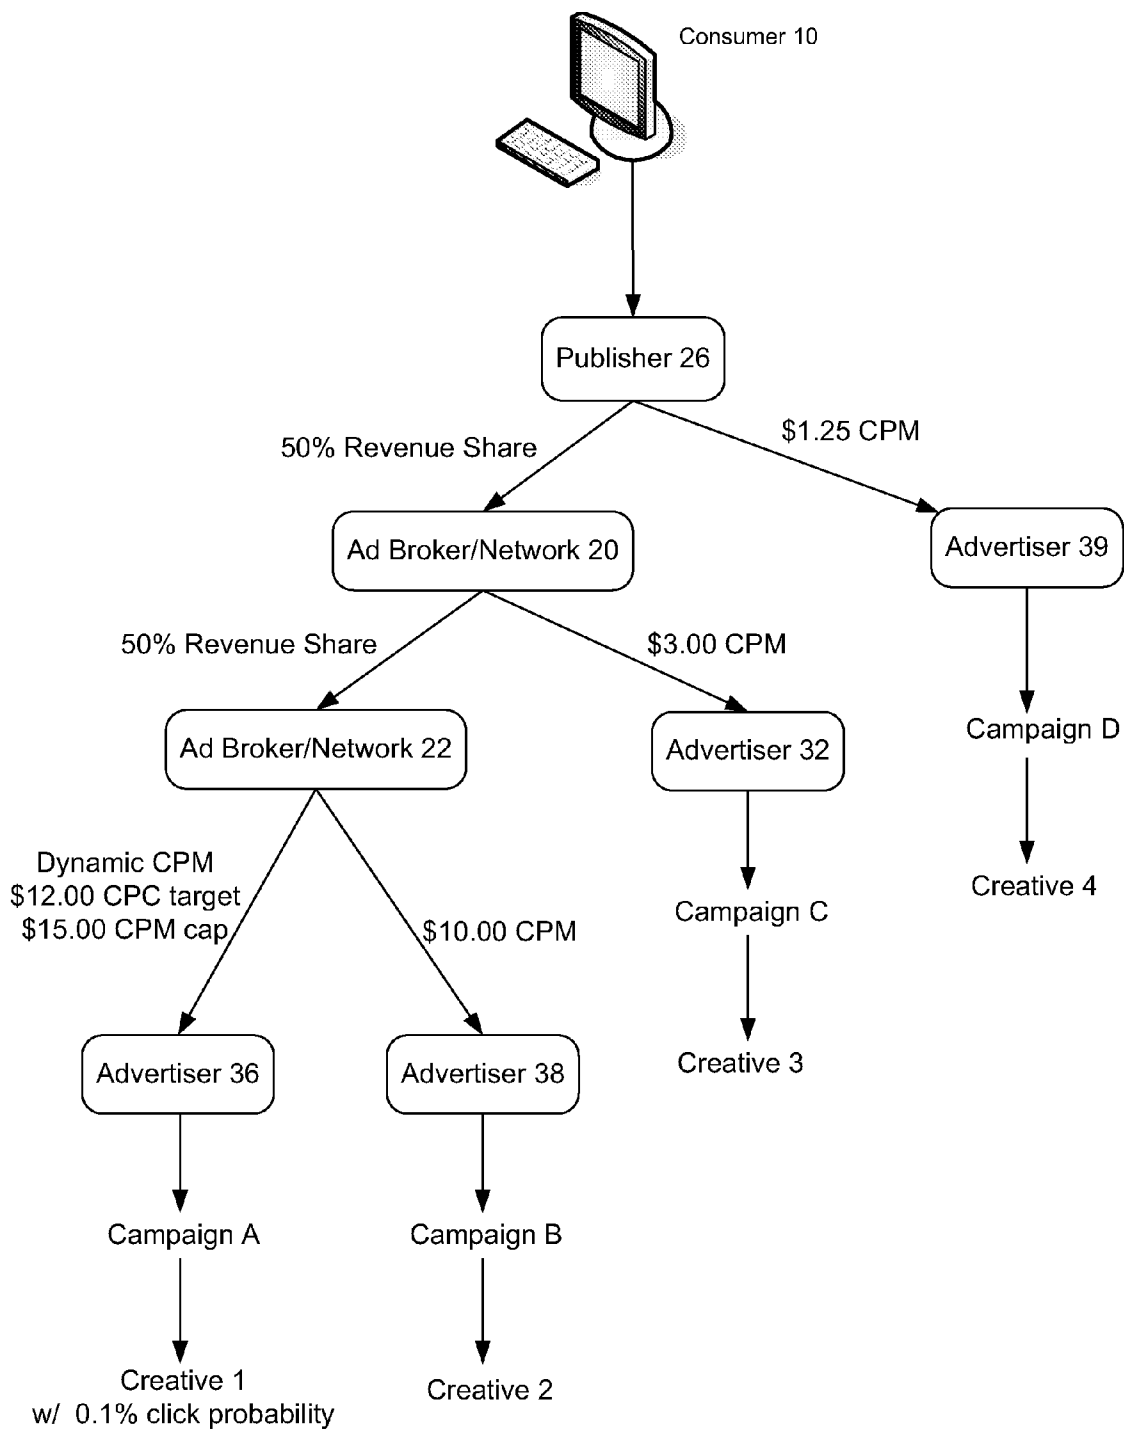 Consumer 10
Publisher 26
50% Revenue Share
$1.25 CPM
Ad Broker/Network 20
Advertiser 39
50% Revenue Share
$3.00 CPM
Ad Broker/Network 22
Advertiser 32
Campaign D
Dynamic CPM
$12.00 CPC target
$15.00 CPM cap
$10.00 CPM
Campaign C
Creative 4
Advertiser 36
Advertiser 38
Creative 3
Campaign A
Campaign B
Creative 1
w/ 0.1% click probability
Creative 2